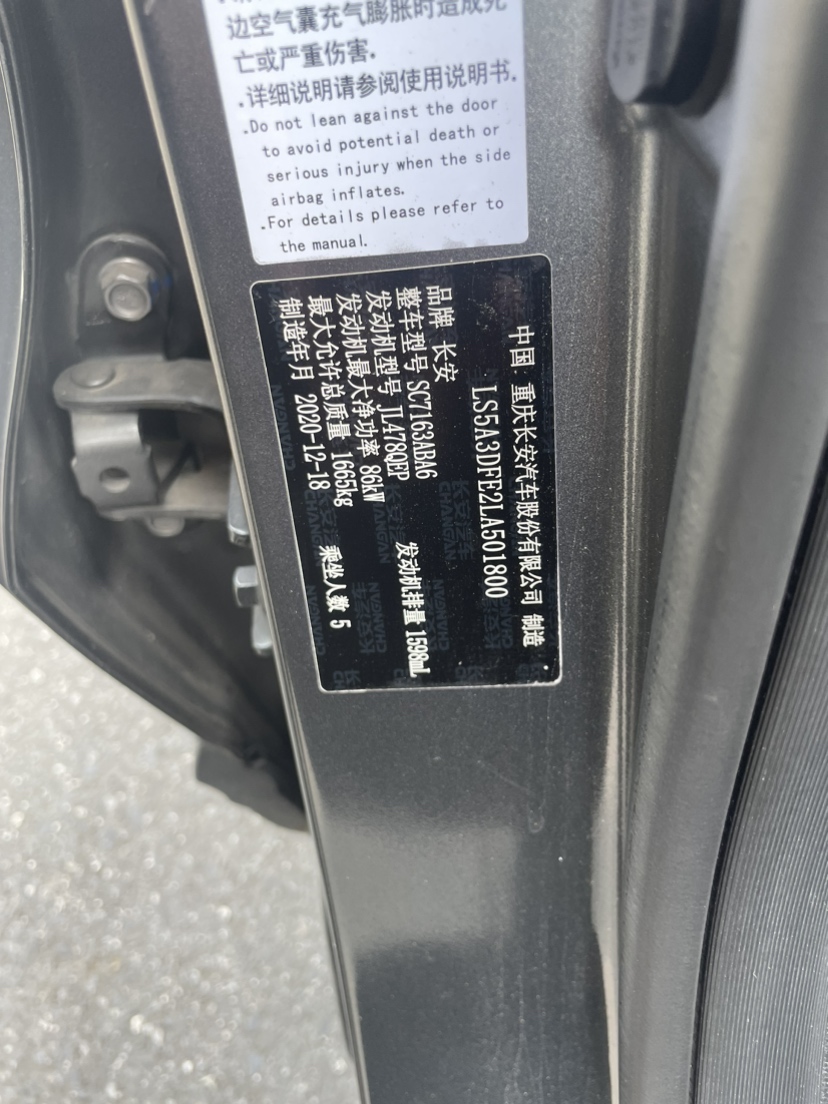 边空气囊充气膨胀时造成死
亡或严重伤害.
.详细说明请参阅使用说明书.
.Do not lean against the door
to avoid potential death or
serious injury when the side
airbag inflates.
.For details please refer to
the manual.
中国 重庆长安汽车股份有限公司 制造
LS5A3DFE2LA501800
品牌 长安
整车型号 SC7163ABA6
发动机型号 JL478QEP 发动机排量 1598mL
发动机最大净功率 86kW
最大允许总质量 1665kg 乘坐人数 5
制造年月 2020-12-18
长安汽车
CHANGAN